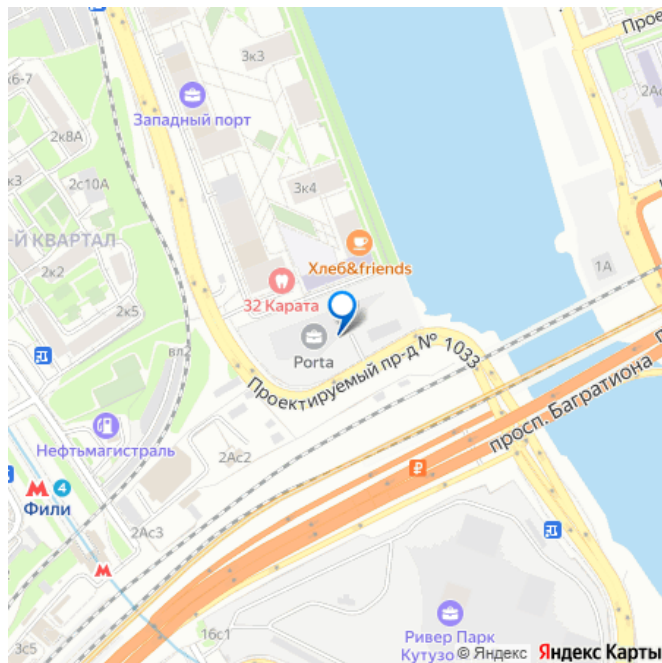 Прое
к6-7
3к3
2Ас
Западный порт
2к8А
к3
2с10А
3к4
-Й КВАРТАЛ
Хлеб&friends
2к2
1А
32 Карата
2к5
Porta
вл2
Проектируемый пр-д № 1033
просп. Багратиона
Нефтьмагистраль
2Ас2
4
Фили
2Ас3
Ривер Парк
Кутузо
16с1
3с5
© Яндекс Яндекс Карты